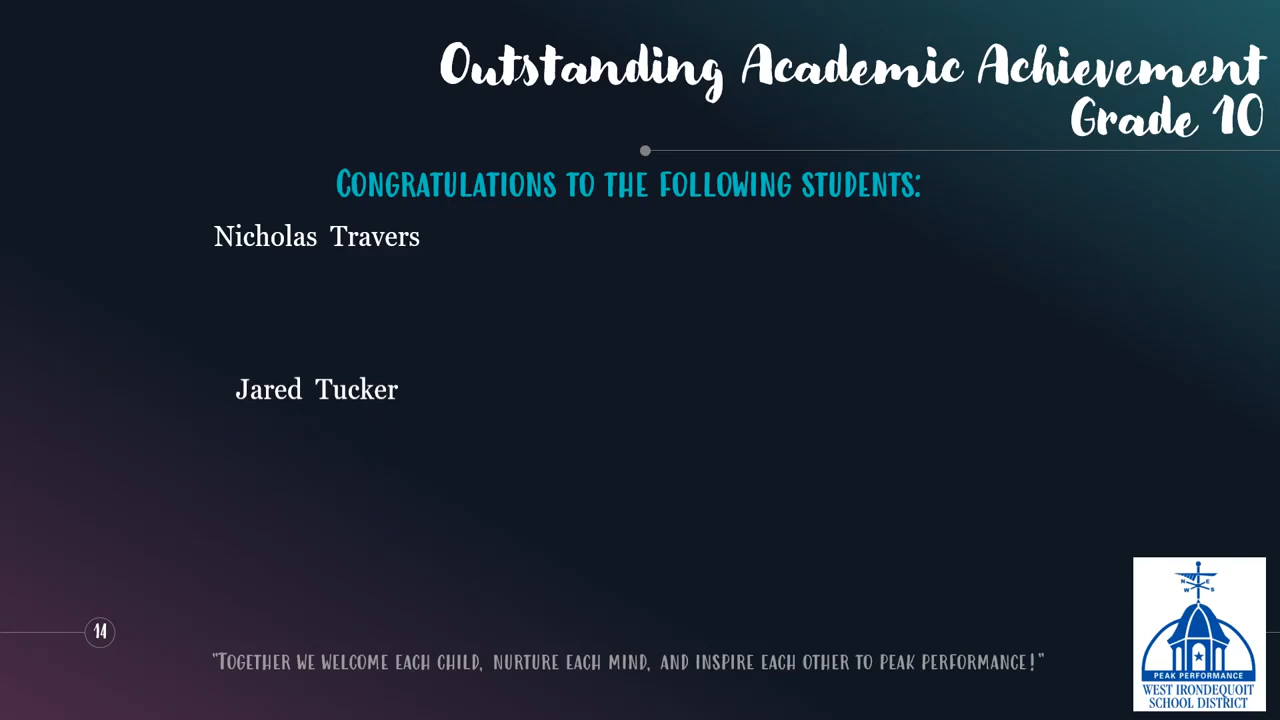 Outstanding Academic Achievement
Grade 10
CONGRATULATIONS TO THE FOLLOWING STUDENTS:
Nicholas Travers
Jared Tucker
14
"TOGETHER WE WELCOME EACH CHILD, NURTURE EACH MIND, AND INSPIRE EACH OTHER TO PEAK PERFORMANCE!"
N E
W S
PEAK PERFORMANCE
WEST IRONDEQUOIT
SCHOOL DISTRICT